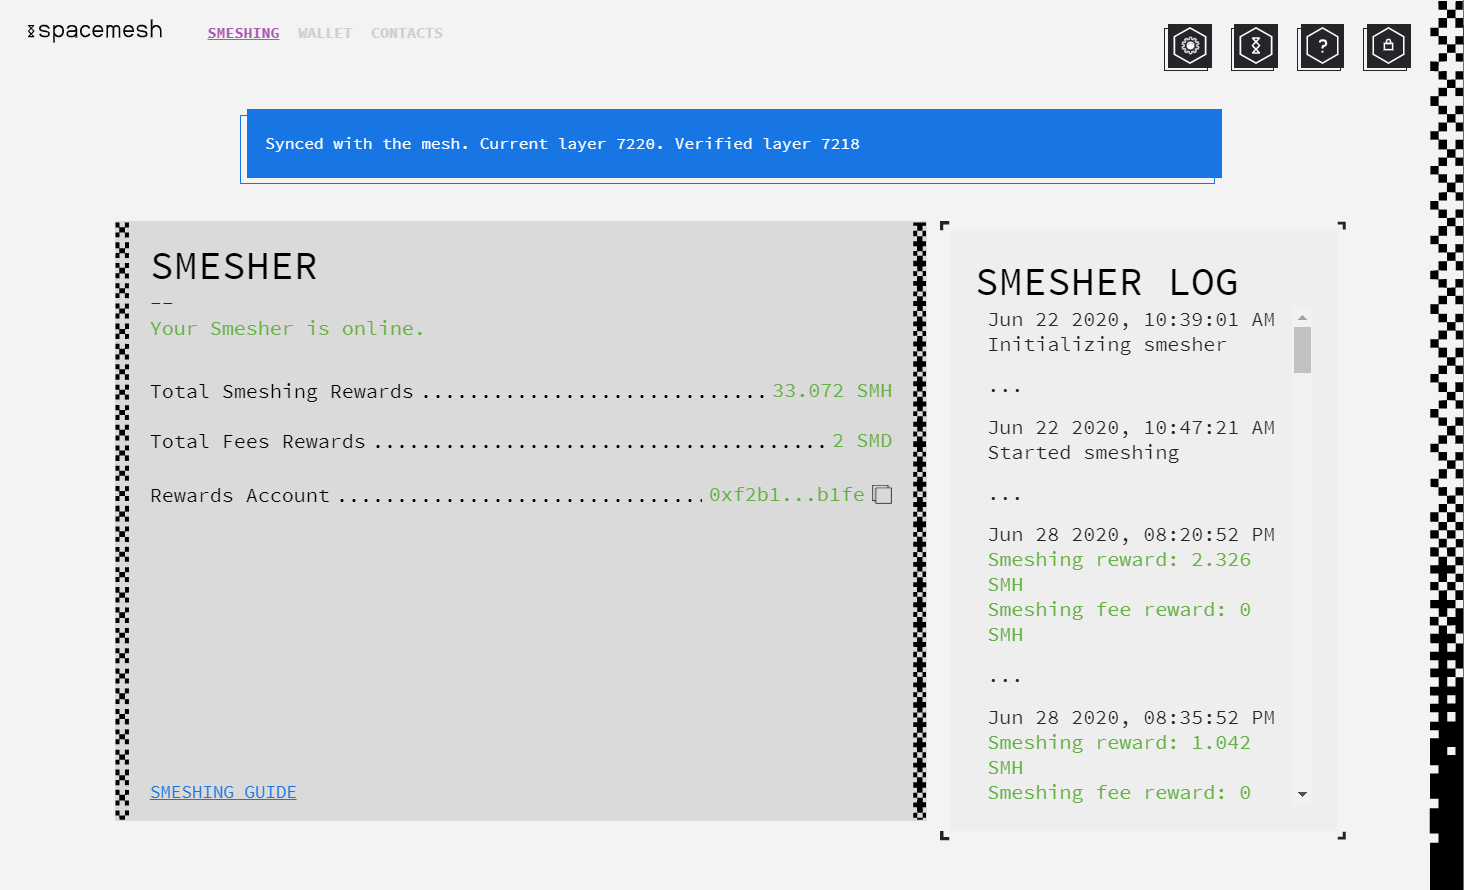 spacemesh SMESHING WALLET CONTACTS
?
Synced with the mesh. Current layer 7220. Verified layer 7218
SMESHER
--
Your Smesher is online.
Total Smeshing Rewards ............................. 33.072 SMH
Total Fees Rewards ...................................... 2 SMD
Rewards Account ............................... 0xf2b1...b1fe
SMESHING GUIDE
SMESHER LOG
Jun 22 2020, 10:39:01 AM
Initializing smesher
...
Jun 22 2020, 10:47:21 AM
Started smeshing
...
Jun 28 2020, 08:20:52 PM
Smeshing reward: 2.326
SMH
Smeshing fee reward: 0
SMH
...
Jun 28 2020, 08:35:52 PM
Smeshing reward: 1.042
SMH
Smeshing fee reward: 0